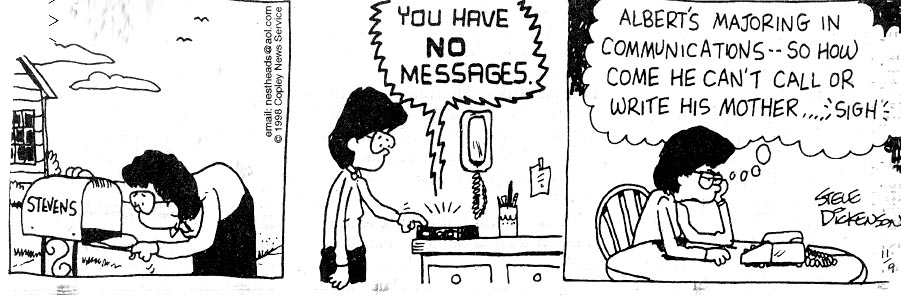 STEVENS
email: nestheads@aol.com
© 1998 Copley News Service
YOU HAVE
NO
MESSAGES.
ALBERT'S MAJORING IN
COMMUNICATIONS--SO HOW
COME HE CAN'T CALL OR
WRITE HIS MOTHER.... SIGH
STEVE
DICKENSON
11/9